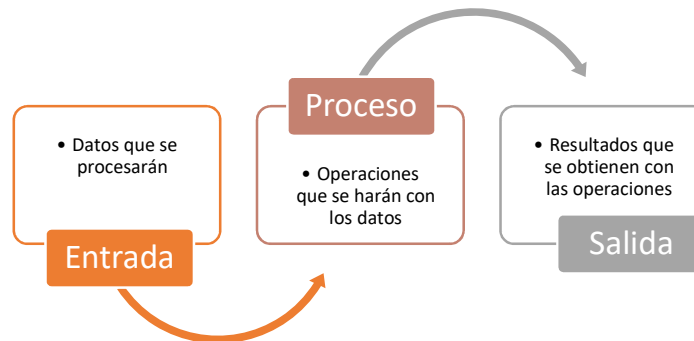 • Datos que se
procesarán
Entrada
Proceso
• Operaciones
que se harán con
los datos
• Resultados que
se obtienen con
las operaciones
Salida